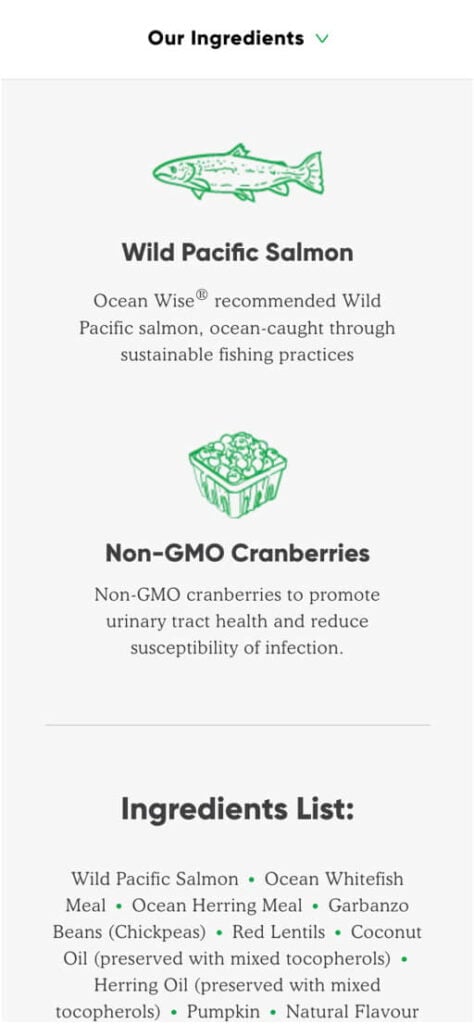 Our Ingredients
Wild Pacific Salmon
Ocean Wise® recommended Wild
Pacific salmon, ocean-caught through
sustainable fishing practices
Non-GMO Cranberries
Non-GMO cranberries to promote
urinary tract health and reduce
susceptibility of infection.
Ingredients List:
Wild Pacific Salmon • Ocean Whitefish
Meal • Ocean Herring Meal • Garbanzo
Beans (Chickpeas) • Red Lentils • Coconut
Oil (preserved with mixed tocopherols) •
Herring Oil (preserved with mixed
tocopherols) • Pumpkin • Natural Flavour